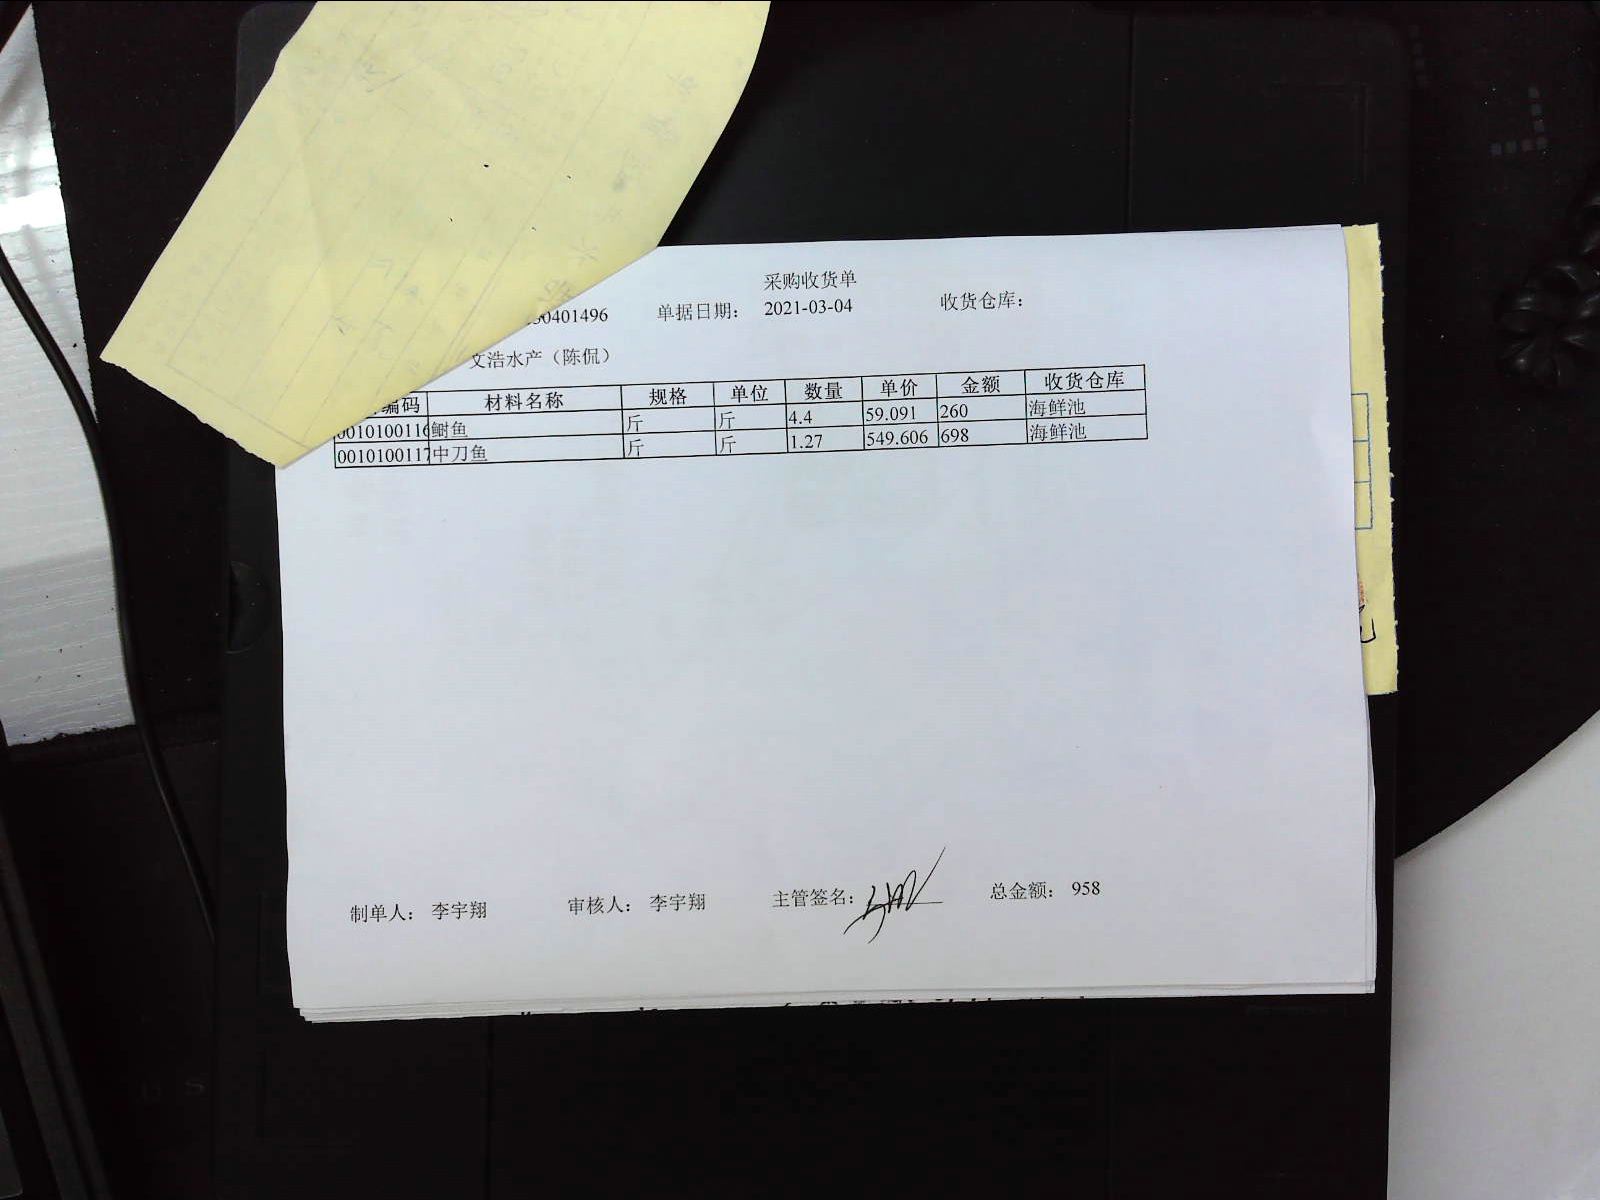 采购收货单
30401496 单据日期： 2021-03-04 收货仓库：
文浩水产（陈侃）
编码 材料名称 规格 单位 数量 单价 金额 收货仓库
0010100116 鲥鱼 斤 斤 4.4 59.091 260 海鲜池
0010100117 中刀鱼 斤 斤 1.27 549.606 698 海鲜池
制单人： 李宇翔 审核人： 李宇翔 主管签名： 总金额： 958